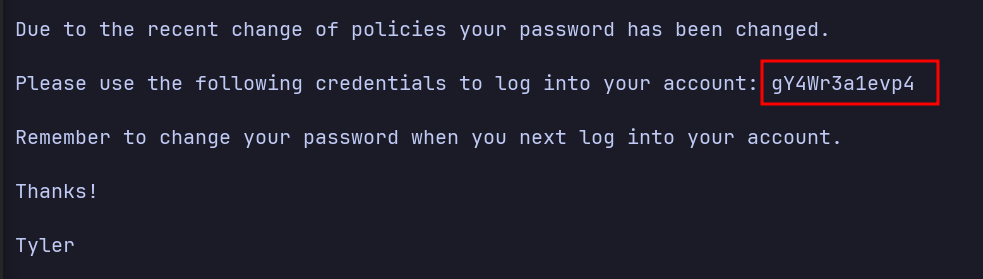 Due to the recent change of policies your password has been changed.
Please use the following credentials to log into your account: gY4Wr3a1evp4
Remember to change your password when you next log into your account.
Thanks!
Tyler